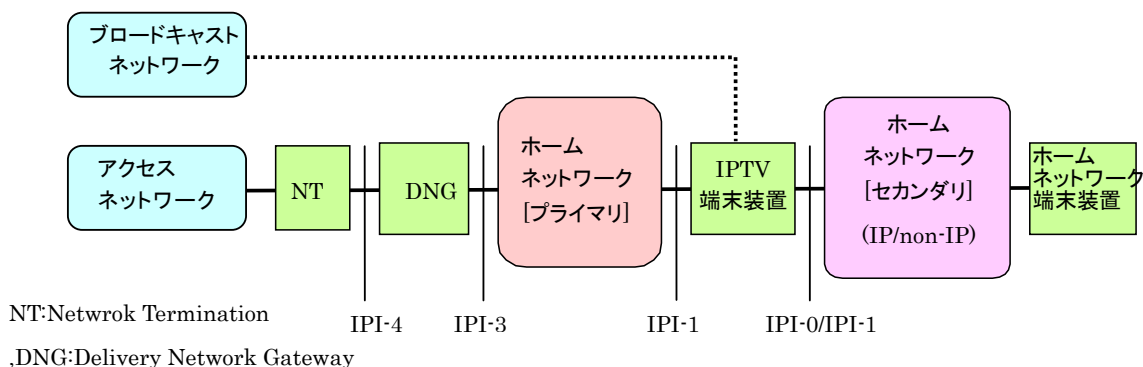 ブロードキャスト
ネットワーク
アクセス
ネットワーク
NT
DNG
ホーム
ネットワーク
[プライマリ]
IPTV
端末装置
ホーム
ネットワーク
[セカンダリ]
(IP/non-IP)
ホーム
ネットワーク
端末装置
IPI-4
IPI-3
IPI-1
IPI-0/IPI-1
NT:Netwrok Termination
,DNG:Delivery Network Gateway